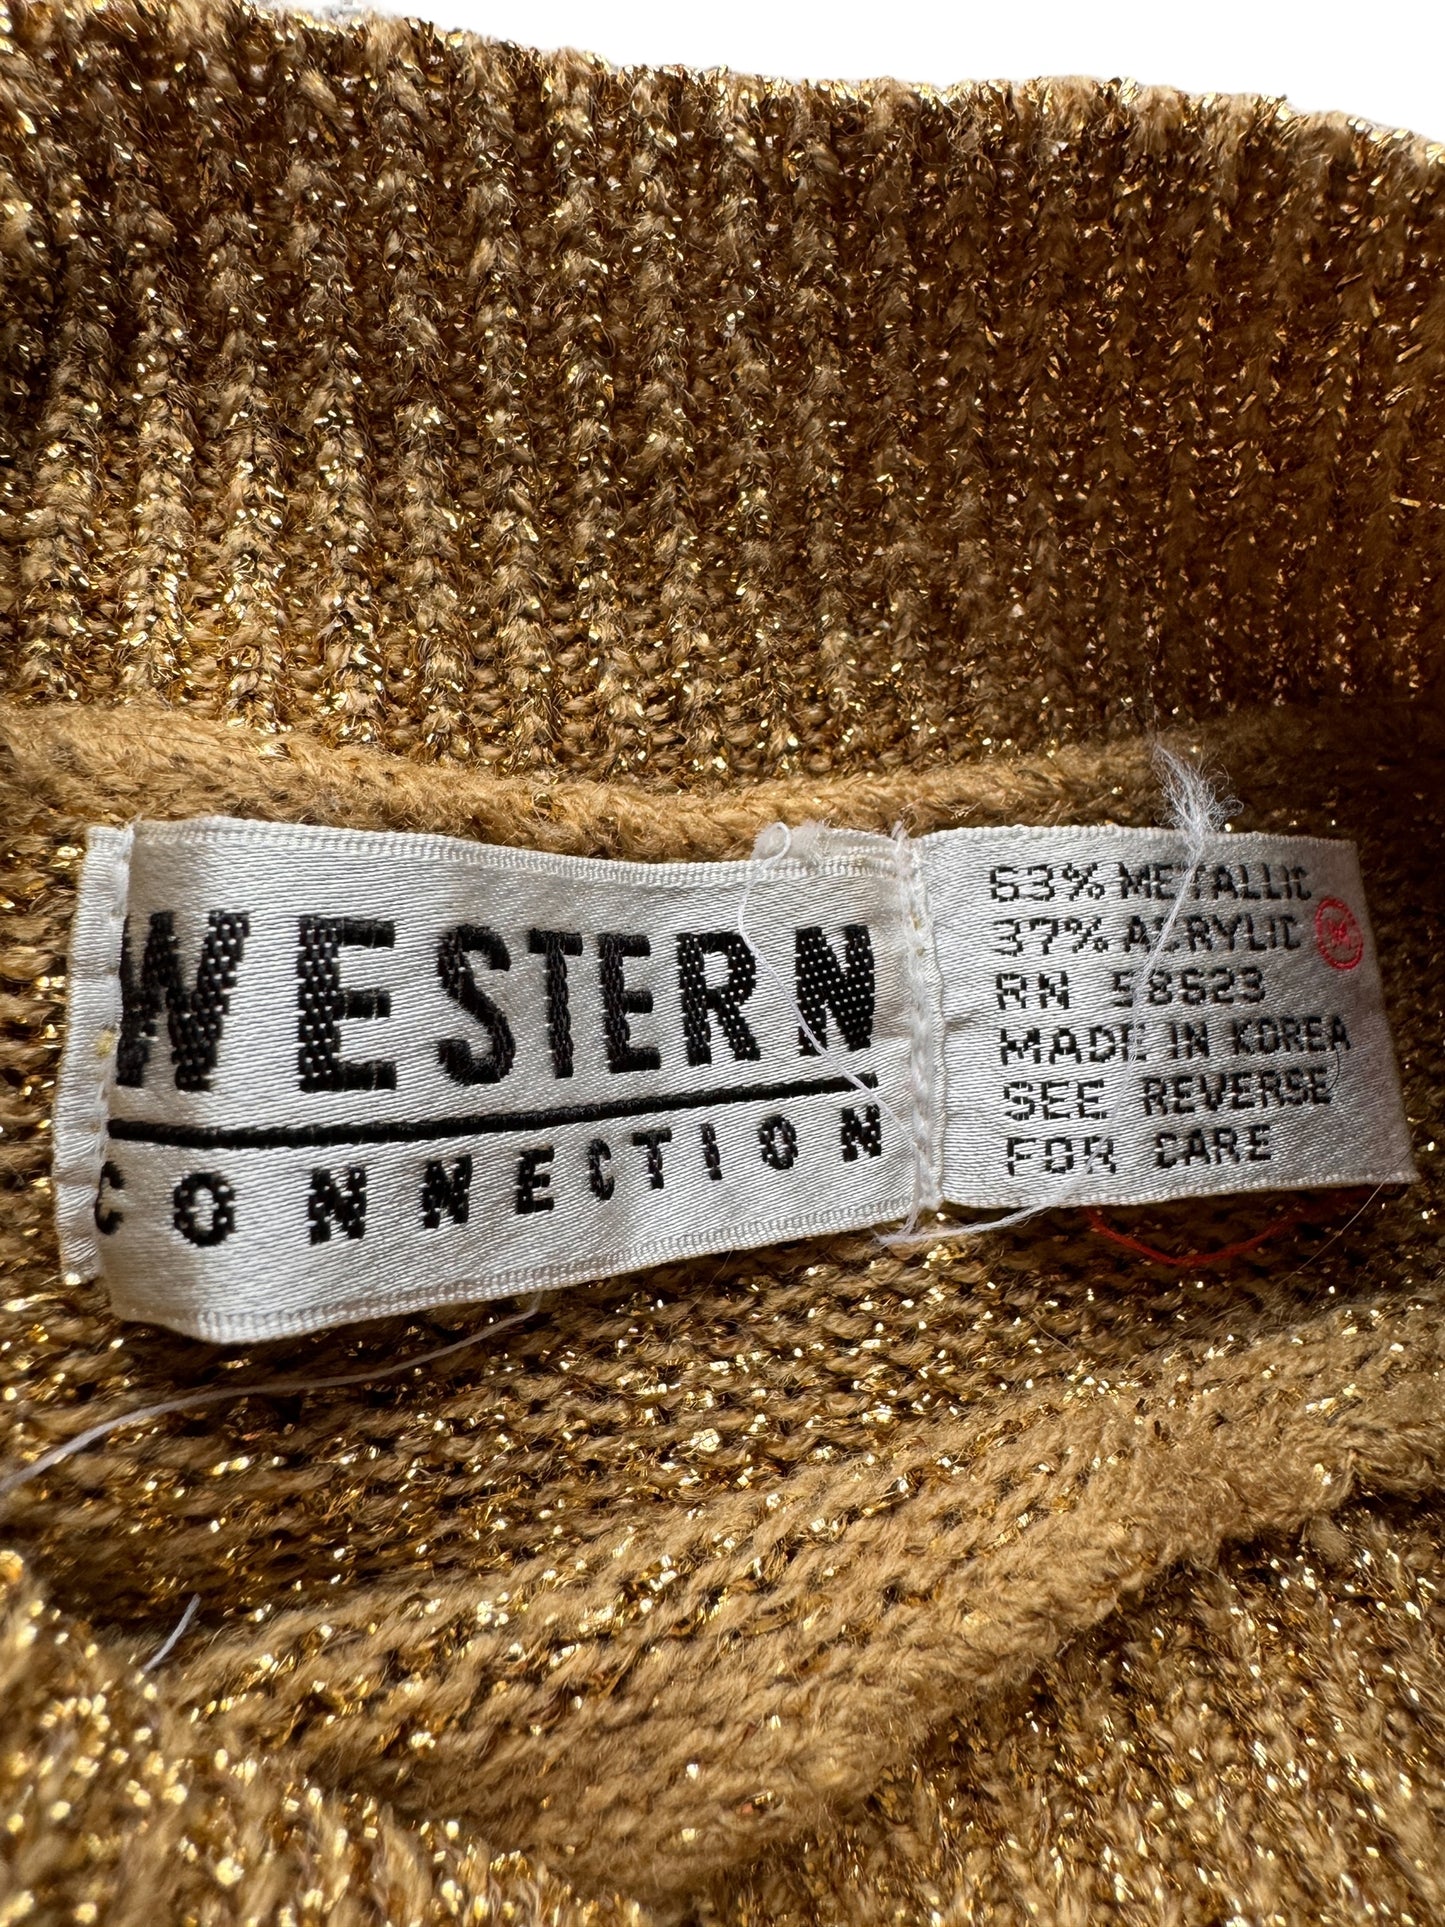 WESTERN
CONNECTION
63% METALLIC
37% ACRYLIC
RN 58623
MADE IN KOREA
SEE REVERSE
FOR CARE